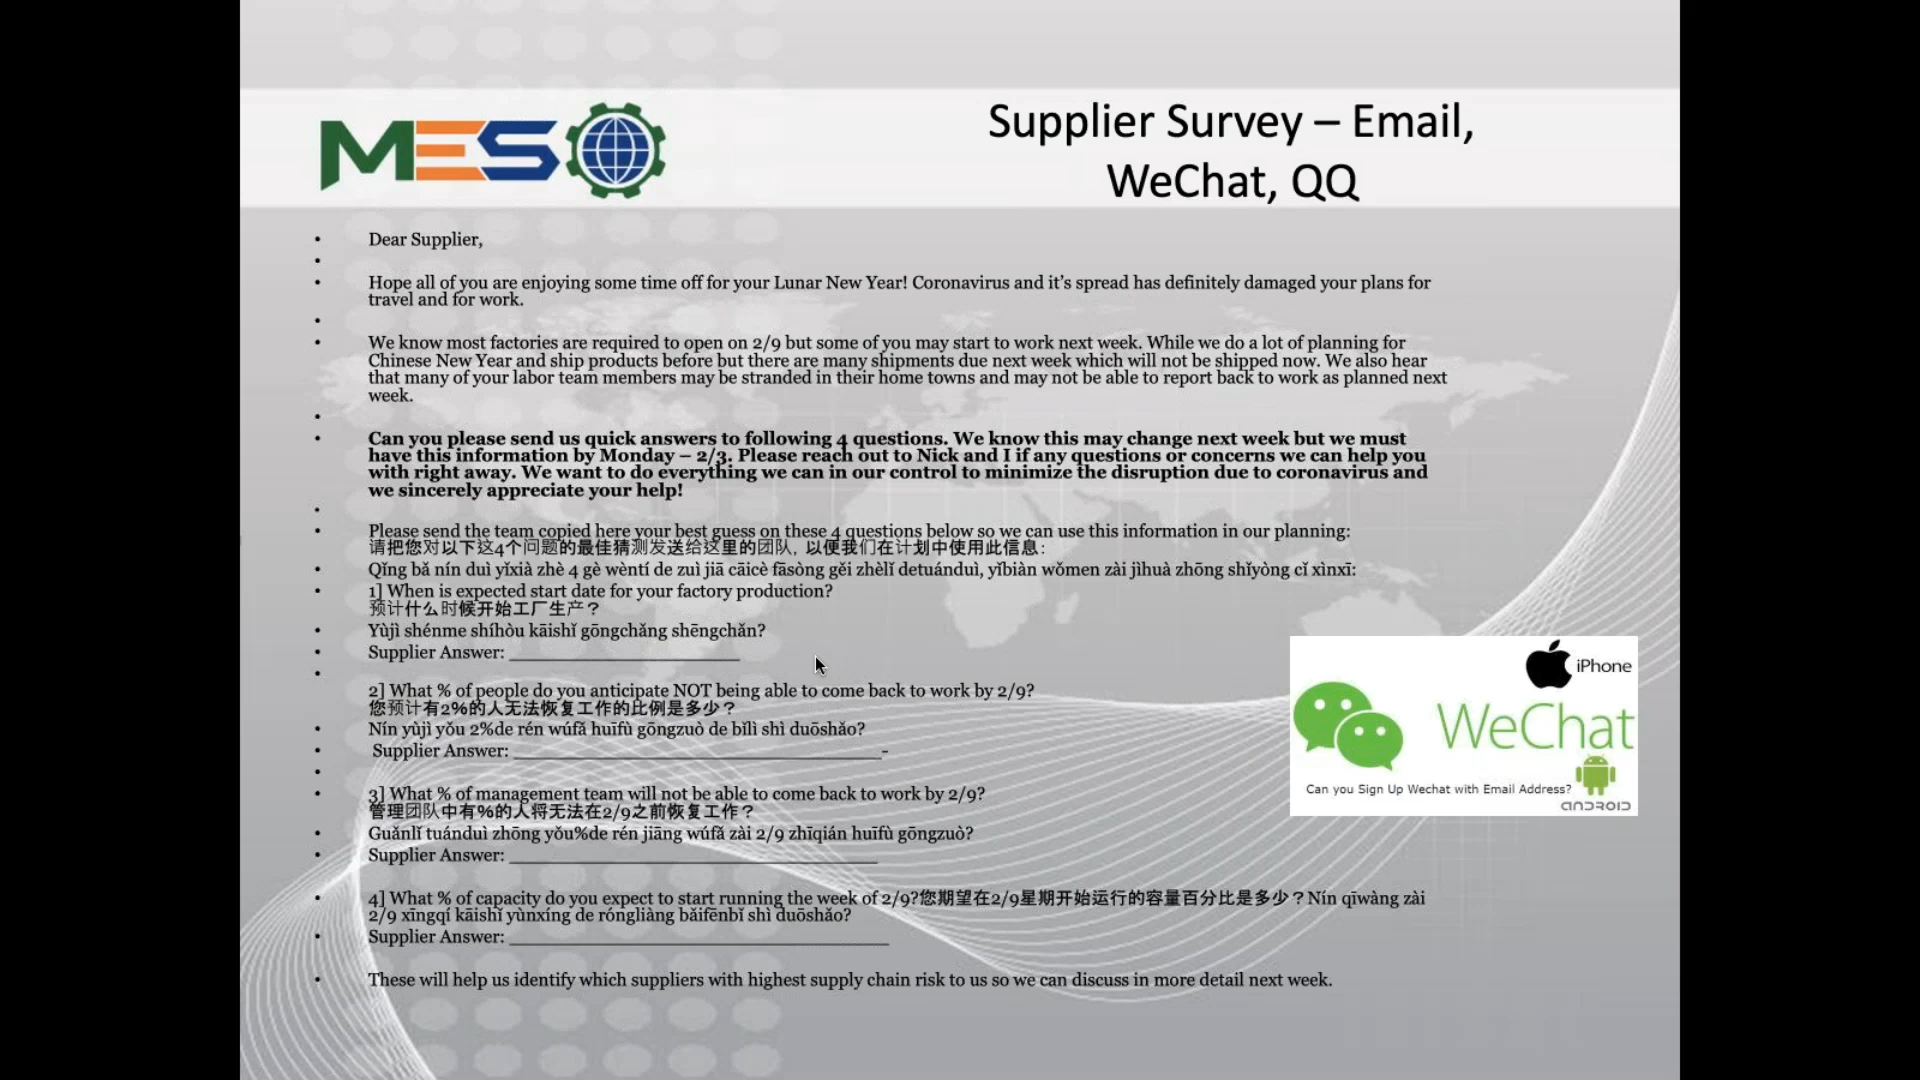 MES
Supplier Survey – Email,
WeChat, QQ
• Dear Supplier,
•
• Hope all of you are enjoying some time off for your Lunar New Year! Coronavirus and it's spread has definitely damaged your plans for
travel and for work.
•
• We know most factories are required to open on 2/9 but some of you may start to work next week. While we do a lot of planning for
Chinese New Year and ship products before but there are many shipments due next week which will not be shipped now. We also hear
that many of your labor team members may be stranded in their home towns and may not be able to report back to work as planned next
week.
•
• Can you please send us quick answers to following 4 questions. We know this may change next week but we must
have this information by Monday – 2/3. Please reach out to Nick and I if any questions or concerns we can help you
with right away. We want to do everything we can in our control to minimize the disruption due to coronavirus and
we sincerely appreciate your help!
•
• Please send the team copied here your best guess on these 4 questions below so we can use this information in our planning:
请把您对以下这4个问题的最佳猜测发送给这里的团队, 以便我们在计划中使用此信息:
• Qǐng bǎ nín duì yǐxià zhè 4 gè wèntí de zuì jiā cāicè fāsòng gěi zhèlǐ detuánduì, yǐbiàn wǒmen zài jìhuà zhōng shǐyòng cǐ xìnxī:
• 1] When is expected start date for your factory production?
预计什么时候开始工厂生产？
• Yùjì shénme shíhòu kāishǐ gōngchǎng shēngchǎn?
• Supplier Answer: _______________________
•
2] What % of people do you anticipate NOT being able to come back to work by 2/9?
您预计有2%的人无法恢复工作的比例是多少？
• Nín yùjì yǒu 2%de rén wúfǎ huīfù gōngzuò de bǐlì shì duōshǎo?
• Supplier Answer: _____________________________________-
•
• 3] What % of management team will not be able to come back to work by 2/9?
管理团队中有%的人将无法在2/9之前恢复工作？
• Guǎnlǐ tuánduì zhōng yǒu%de rén jiāng wúfǎ zài 2/9 zhīqián huīfù gōngzuò?
• Supplier Answer: _____________________________________
• 4] What % of capacity do you expect to start running the week of 2/9?您期望在2/9星期开始运行的容量百分比是多少？Nín qīwàng zài
2/9 xīngqí kāishǐ yùnxíng de róngliàng bǎifēnbǐ shì duōshǎo?
• Supplier Answer: ______________________________________
• These will help us identify which suppliers with highest supply chain risk to us so we can discuss in more detail next week.
iPhone
WeChat
Can you Sign Up Wechat with Email Address?
ANDROID